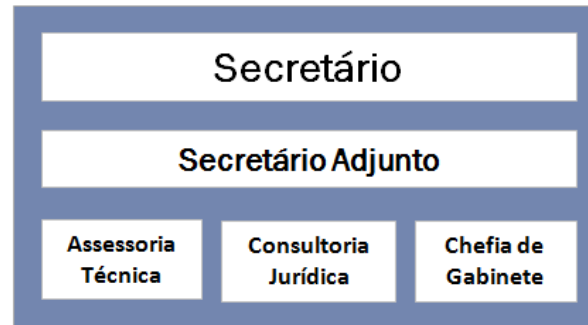 Secretário
Secretário Adjunto
Assessoria
Técnica
Consultoria
Jurídica
Chefia de
Gabinete